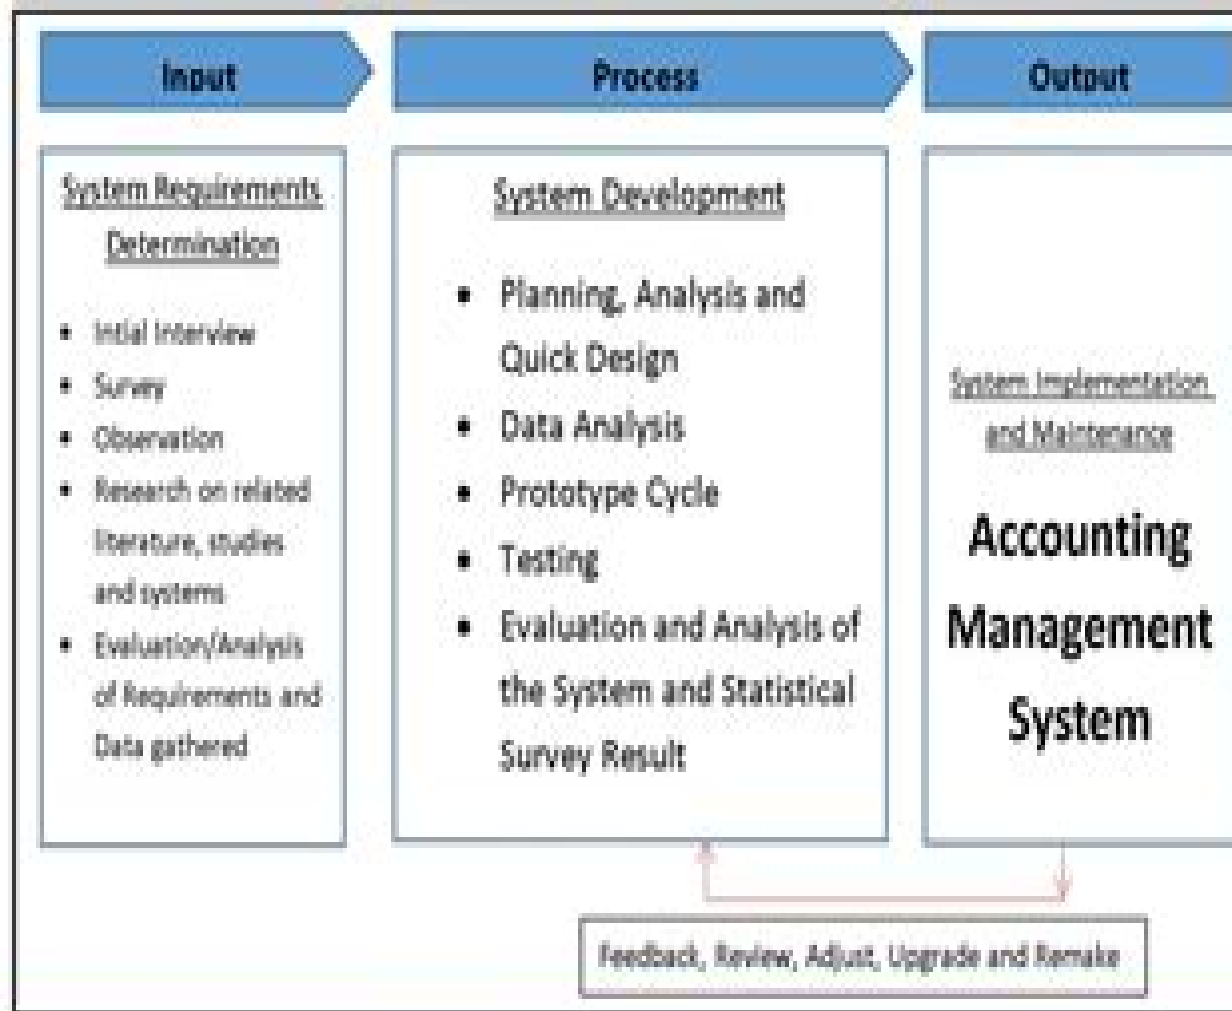 Input
Process
Output
System Requirements
Determination
• Intial Interview
• Survey
• Observation
• Research on related
literature, studies
and systems
• Evaluation/Analysis
of Requirements and
Data gathered
System Development
• Planning, Analysis and
Quick Design
• Data Analysis
• Prototype Cycle
• Testing
• Evaluation and Analysis of
the System and Statistical
Survey Result
System Implementation
and Maintenance
Accounting
Management
System
Feedback, Review, Adjust, Upgrade and Remake